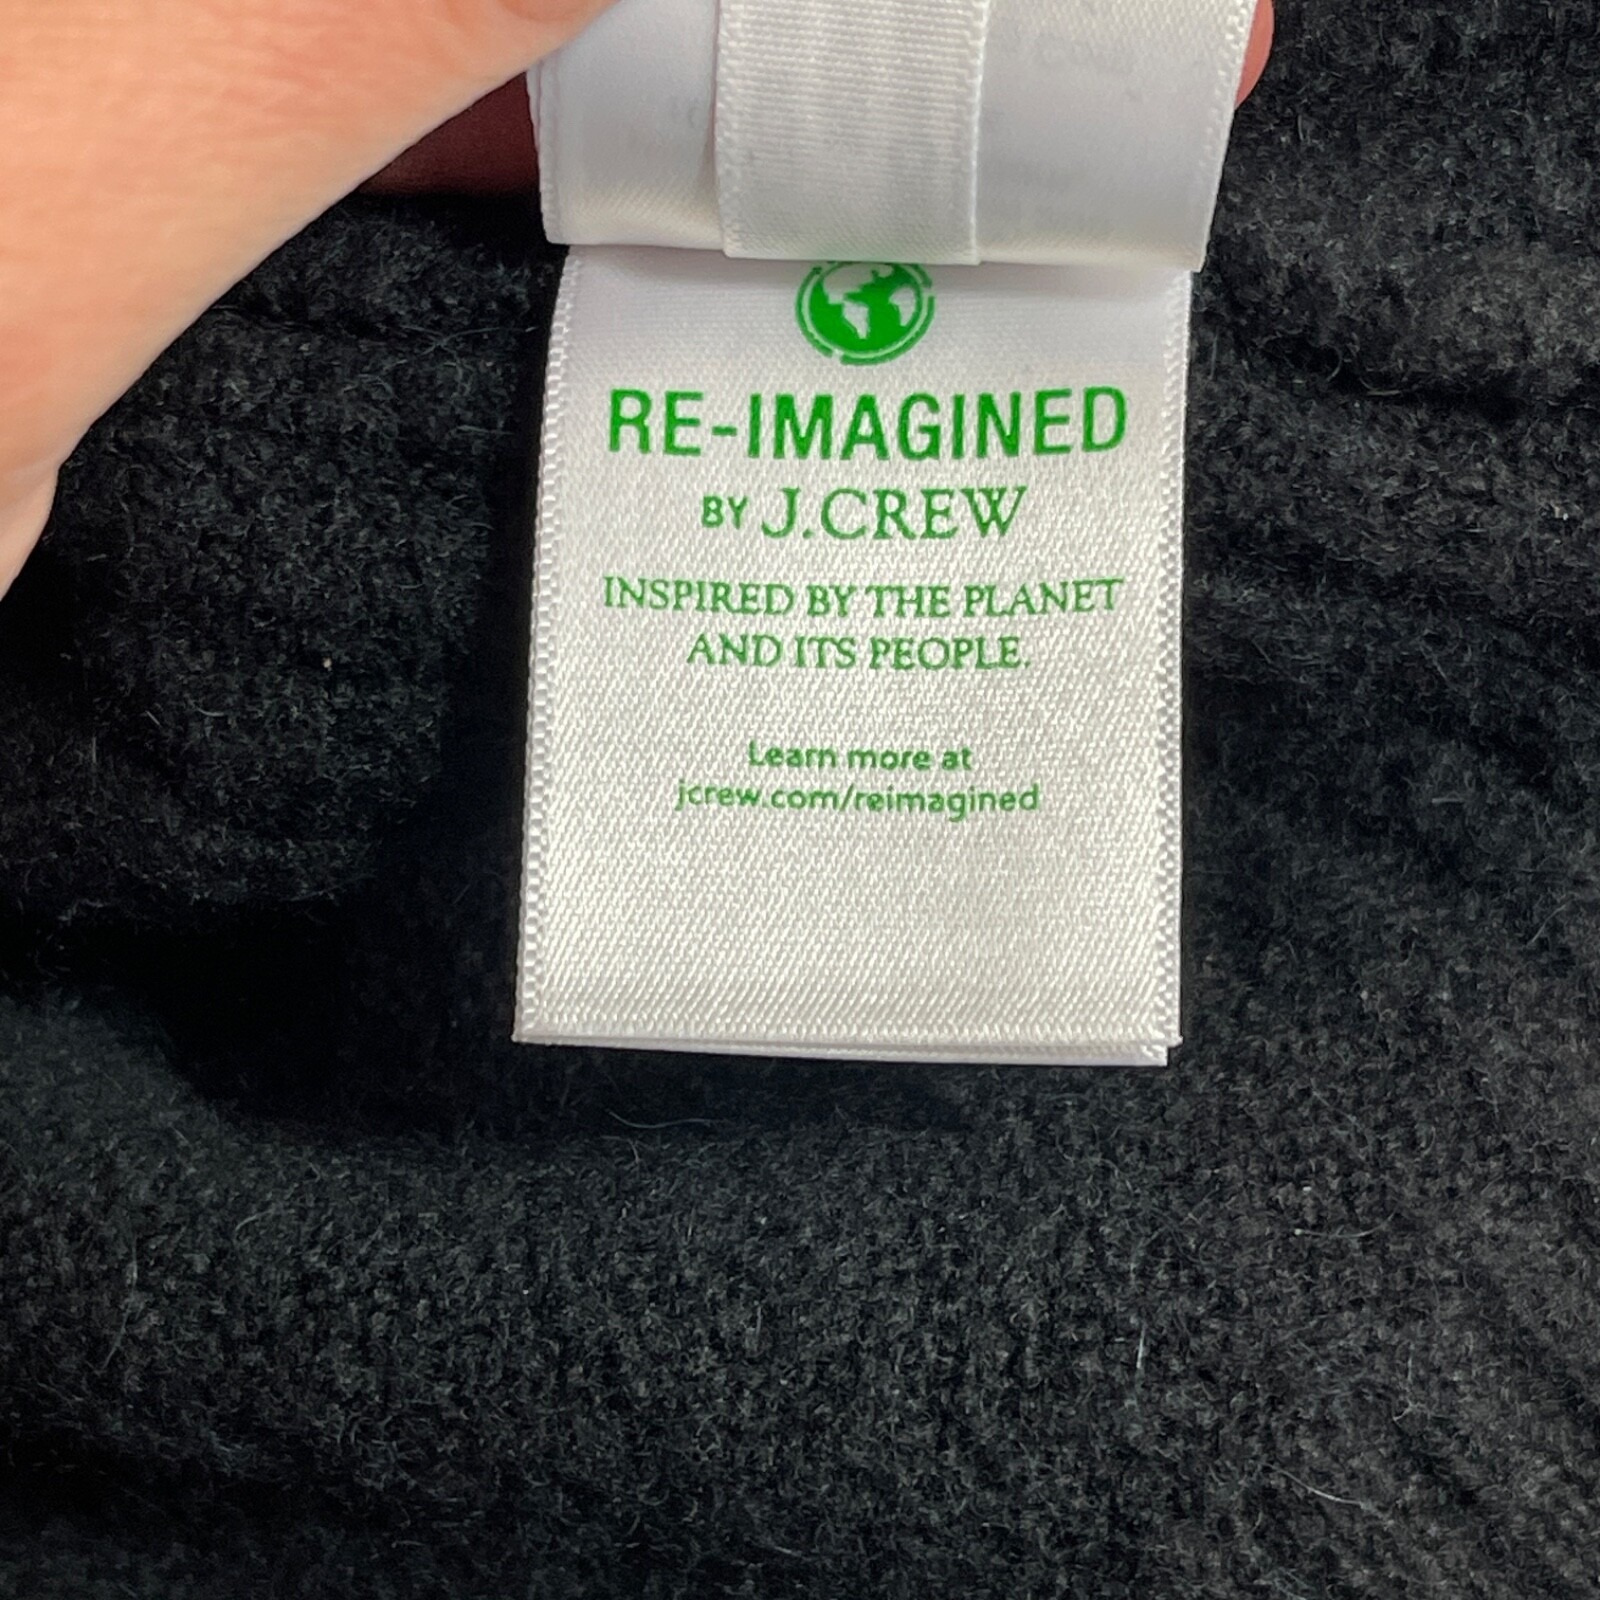 RE-IMAGINED
BY J.CREW
INSPIRED BY THE PLANET
AND ITS PEOPLE.
Learn more at
jcrew.com/reimagined